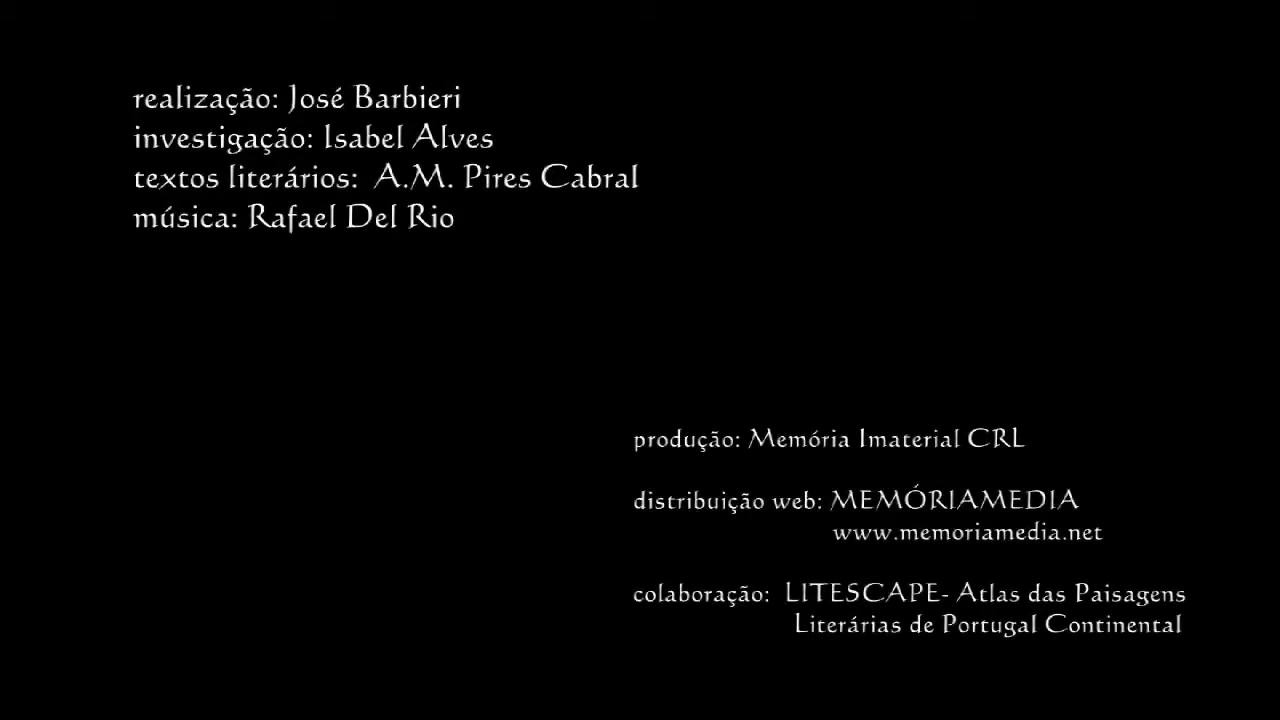 realização: José Barbieri
investigação: Isabel Alves
textos literários: A.M. Pires Cabral
música: Rafael Del Rio
produção: Memória Imaterial CRL
distribuição web: MEMÓRIAMEDIA
www.memoriamedia.net
colaboração: LITESCAPE- Atlas das Paisagens
Literárias de Portugal Continental